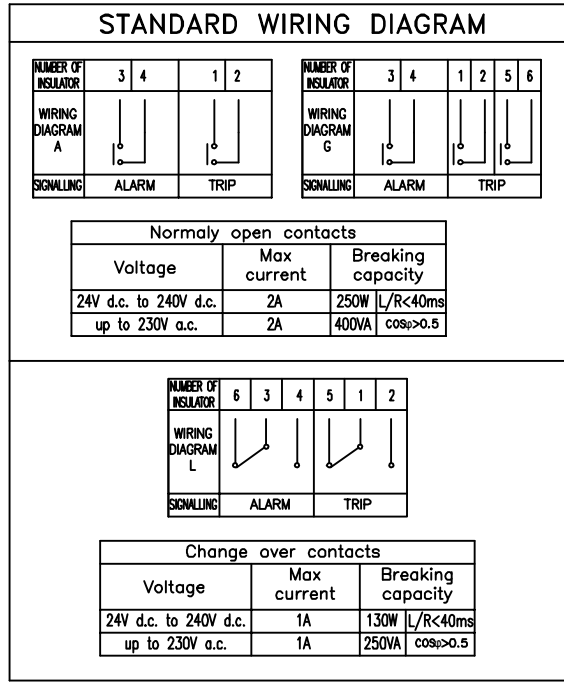 STANDARD WIRING DIAGRAM
NUMBER OF INSULATOR 3 4 1 2
WIRING DIAGRAM A
SIGNALLING ALARM TRIP
NUMBER OF INSULATOR 3 4 1 2 5 6
WIRING DIAGRAM G
SIGNALLING ALARM TRIP
Normaly open contacts
Voltage Max current Breaking capacity
24V d.c. to 240V d.c. 2A 250W L/R<40ms
up to 230V a.c. 2A 400VA cosφ>0.5
NUMBER OF INSULATOR 6 3 4 5 1 2
WIRING DIAGRAM L
SIGNALLING ALARM TRIP
Change over contacts
Voltage Max current Breaking capacity
24V d.c. to 240V d.c. 1A 130W L/R<40ms
up to 230V a.c. 1A 250VA cosφ>0.5